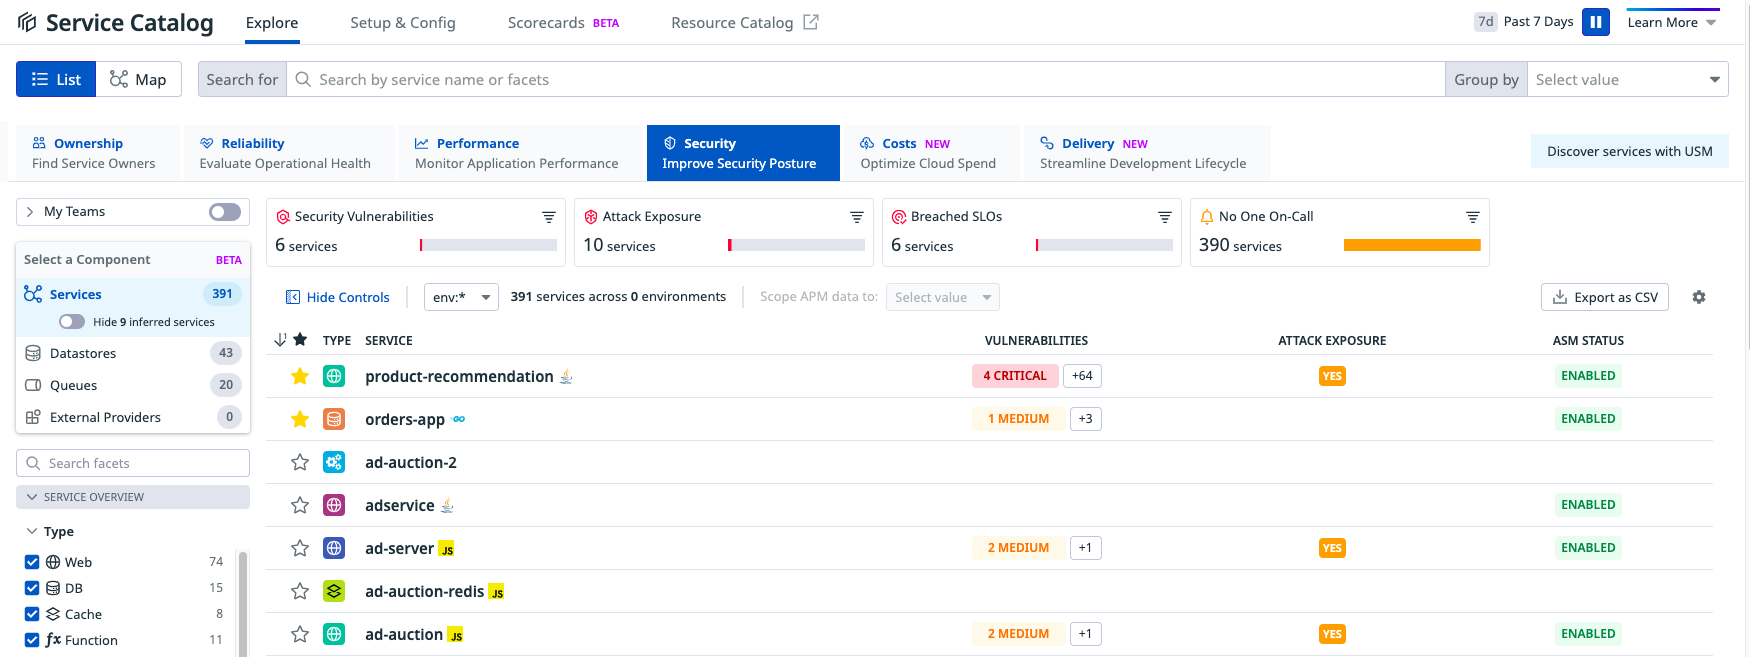 Service Catalog
Explore
Setup & Config
Scorecards BETA
Resource Catalog
7d Past 7 Days
Learn More
List
Map
Search for
Search by service name or facets
Group by
Select value
Ownership
Find Service Owners
Reliability
Evaluate Operational Health
Performance
Monitor Application Performance
Security
Improve Security Posture
Costs NEW
Optimize Cloud Spend
Delivery NEW
Streamline Development Lifecycle
Discover services with USM
My Teams
Select a Component BETA
Services 391
Hide 9 inferred services
Datastores 43
Queues 20
External Providers 0
Search facets
SERVICE OVERVIEW
Type
Web 74
DB 15
Cache 8
fx Function 11
Security Vulnerabilities
6 services
Attack Exposure
10 services
Breached SLOs
6 services
No One On-Call
390 services
Hide Controls
env:*
391 services across 0 environments
Scope APM data to:
Select value
Export as CSV
TYPE SERVICE VULNERABILITIES ATTACK EXPOSURE ASM STATUS
product-recommendation 4 CRITICAL +64 YES ENABLED
orders-app GO 1 MEDIUM +3 ENABLED
ad-auction-2
adservice ENABLED
ad-server JS 2 MEDIUM +1 YES ENABLED
ad-auction-redis JS
ad-auction JS 2 MEDIUM +1 YES ENABLED